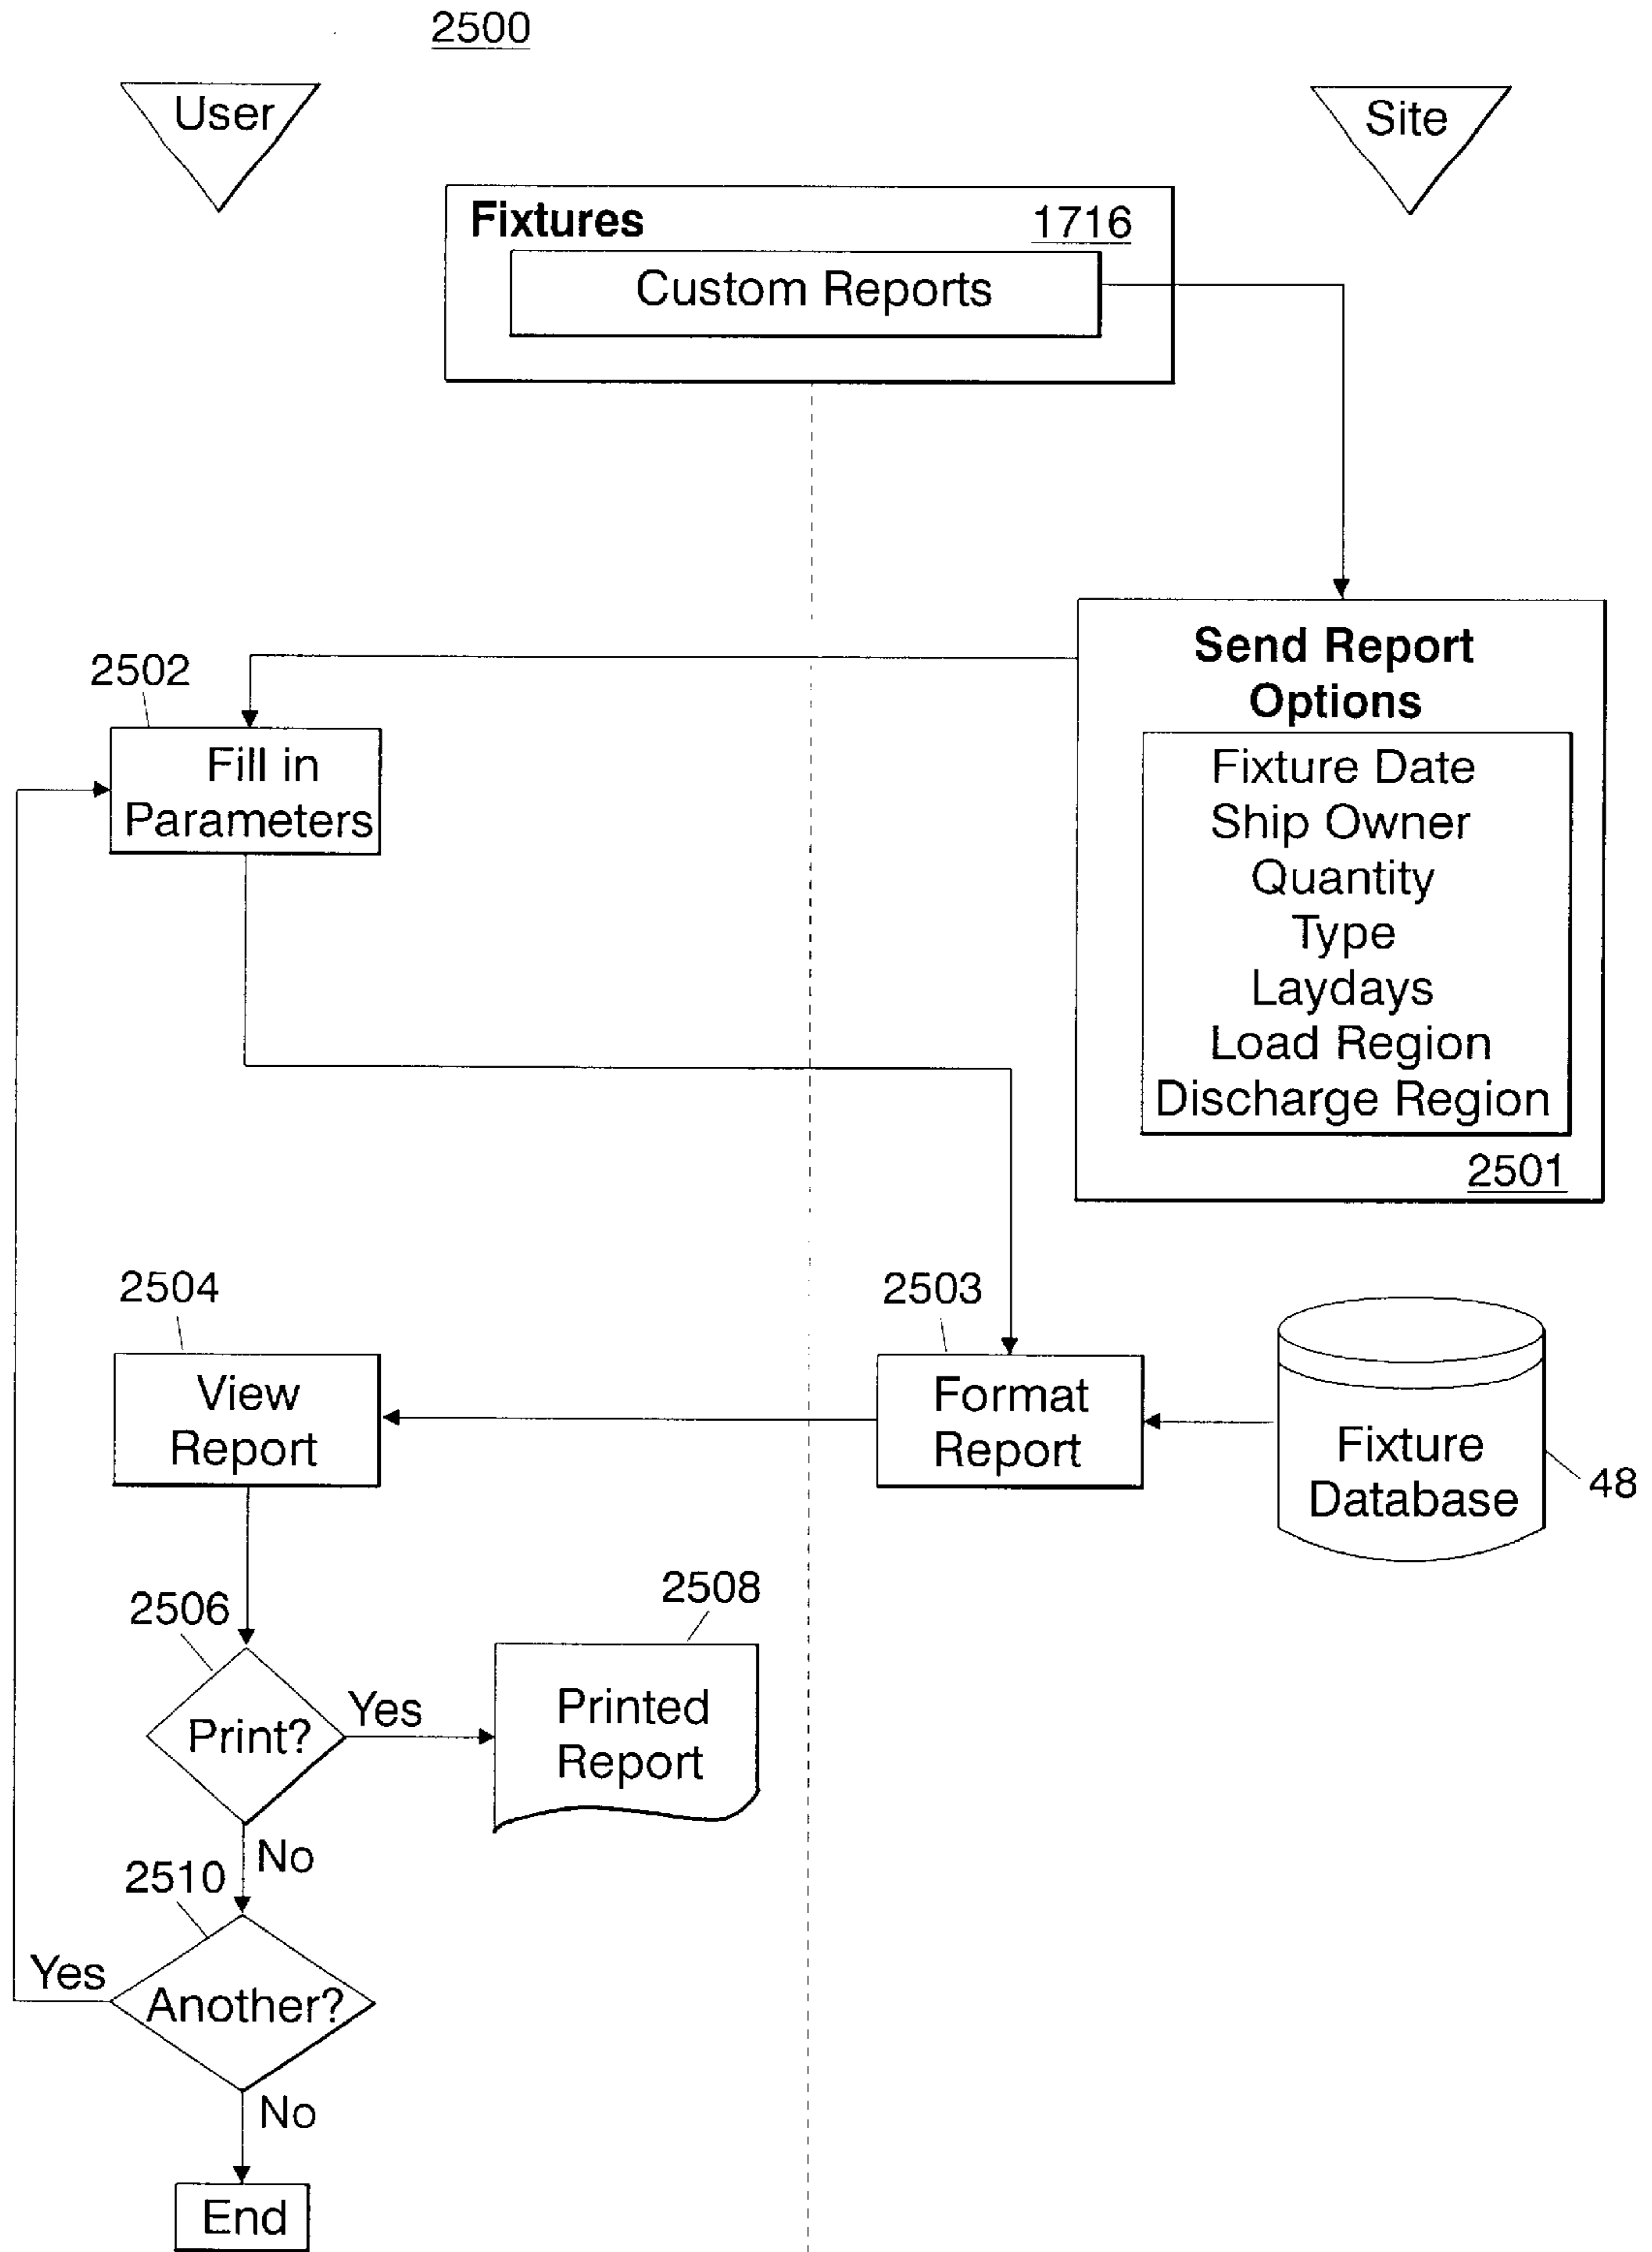 2500
User
Site
Fixtures
1716
Custom Reports
Send Report
Options
Fixture Date
Ship Owner
Quantity
Type
Laydays
Load Region
Discharge Region
2501
2502
Fill in
Parameters
2504
View
Report
2503
Format
Report
Fixture
Database
48
2506
Print?
Yes
2508
Printed
Report
No
2510
Another?
Yes
No
End